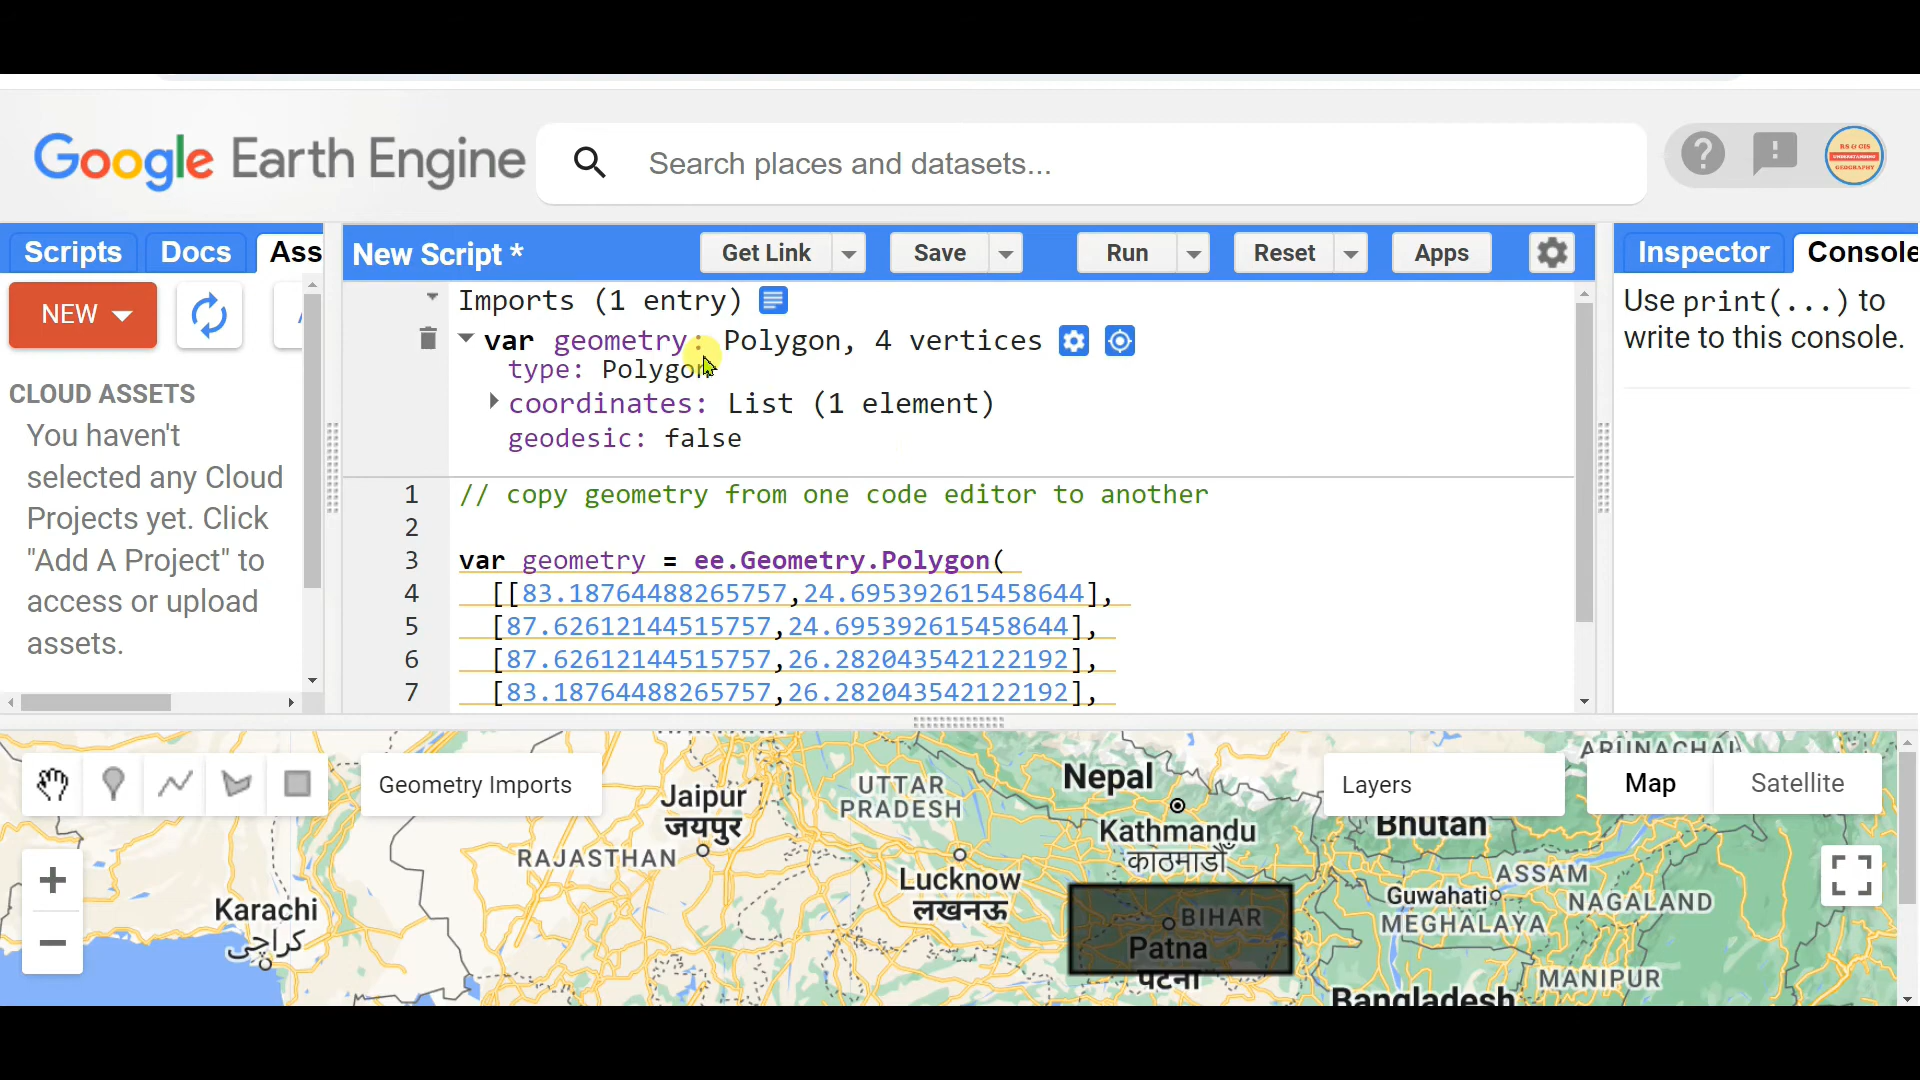 Google Earth Engine
Search places and datasets...
RS & GIS
UNDERSTANDING
GEOGRAPHY
Scripts
Docs
Ass
NEW
CLOUD ASSETS
You haven't
selected any Cloud
Projects yet. Click
"Add A Project" to
access or upload
assets.
New Script *
Get Link
Save
Run
Reset
Apps
Imports (1 entry)
var geometry: Polygon, 4 vertices
type: Polygon
coordinates: List (1 element)
geodesic: false
1 // copy geometry from one code editor to another
2
3 var geometry = ee.Geometry.Polygon(
4 [[83.18764488265757,24.695392615458644],
5 [87.62612144515757,24.695392615458644],
6 [87.62612144515757,26.282043542122192],
7 [83.18764488265757,26.282043542122192],
Inspector
Console
Use print(...) to
write to this console.
Geometry Imports
Layers
Map
Satellite
ARUNACHAL
Jaipur
जयपुर
RAJASTHAN
UTTAR
PRADESH
Nepal
Kathmandu
काठमाडौं
Bhutan
ASSAM
Guwahati
NAGALAND
MEGHALAYA
Lucknow
लखनऊ
Karachi
کراچی
BIHAR
Patna
पटना
MANIPUR
Bangladesh